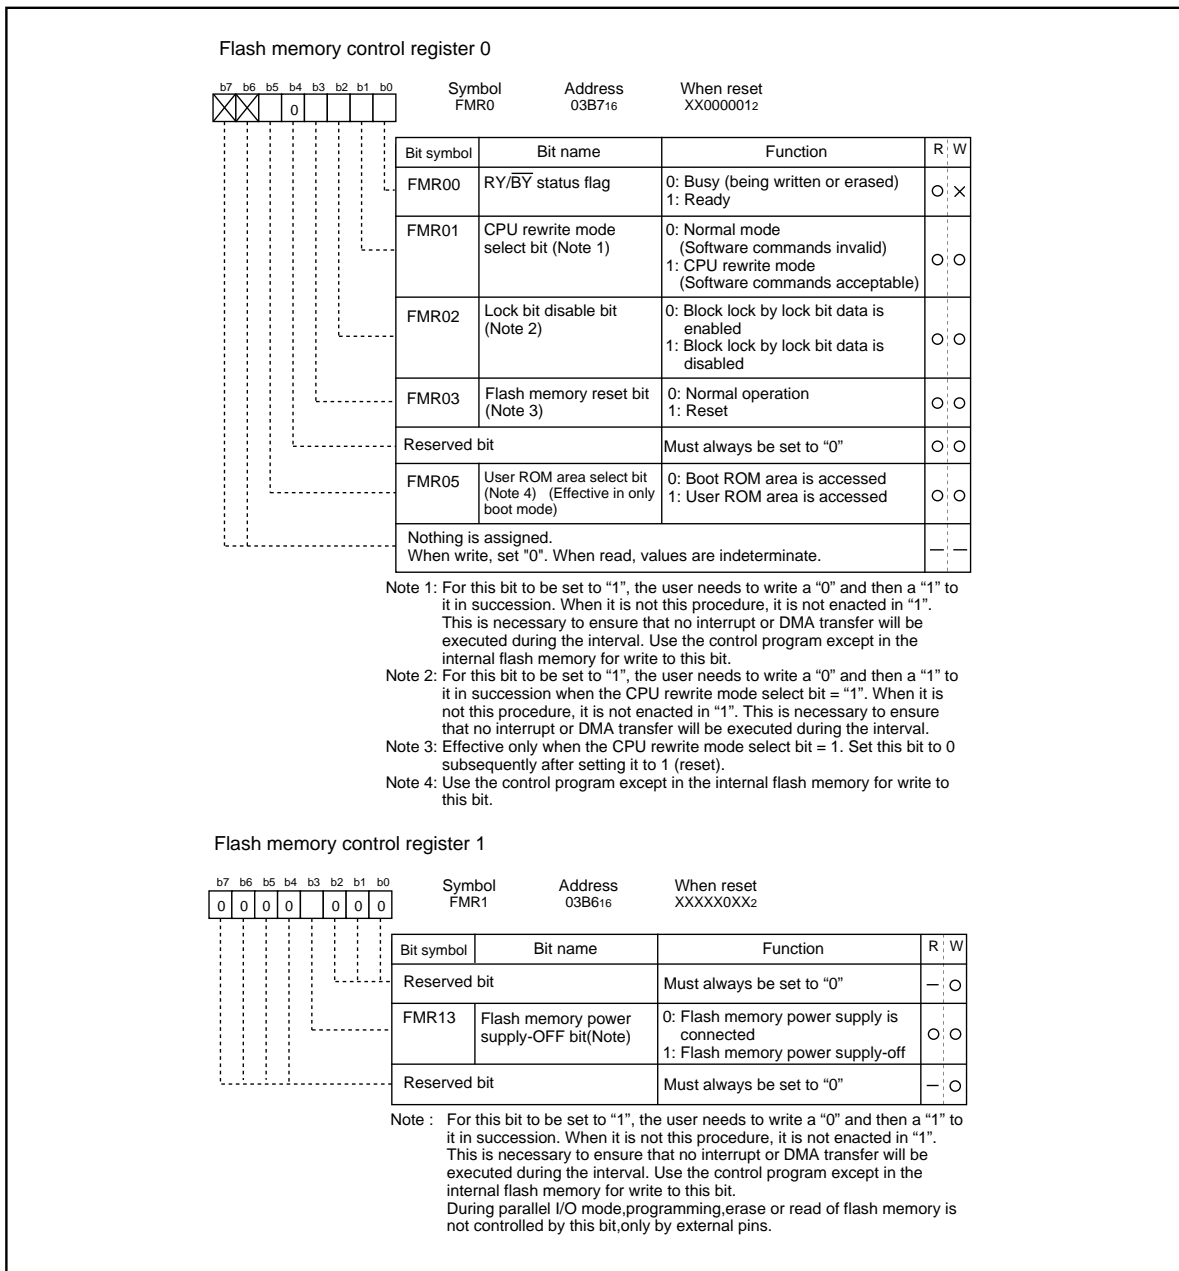 Flash memory control register 0
b7 b6 b5 b4 b3 b2 b1 b0
Symbol Address When reset
FMR0 03B716 XX0000012
0
Bit symbol Bit name Function R W
FMR00 RY/BY status flag 0: Busy (being written or erased)
1: Ready
FMR01 CPU rewrite mode
select bit (Note 1)
0: Normal mode
(Software commands invalid)
1: CPU rewrite mode
(Software commands acceptable)
FMR02 Lock bit disable bit
(Note 2)
0: Block lock by lock bit data is
enabled
1: Block lock by lock bit data is
disabled
FMR03 Flash memory reset bit
(Note 3)
0: Normal operation
1: Reset
Reserved bit Must always be set to “0”
FMR05 User ROM area select bit
(Note 4) (Effective in only
boot mode)
0: Boot ROM area is accessed
1: User ROM area is accessed
Nothing is assigned.
When write, set "0". When read, values are indeterminate.
Note 1: For this bit to be set to “1”, the user needs to write a “0” and then a “1” to
it in succession. When it is not this procedure, it is not enacted in “1”.
This is necessary to ensure that no interrupt or DMA transfer will be
executed during the interval. Use the control program except in the
internal flash memory for write to this bit.
Note 2: For this bit to be set to “1”, the user needs to write a “0” and then a “1” to
it in succession when the CPU rewrite mode select bit = “1”. When it is
not this procedure, it is not enacted in “1”. This is necessary to ensure
that no interrupt or DMA transfer will be executed during the interval.
Note 3: Effective only when the CPU rewrite mode select bit = 1. Set this bit to 0
subsequently after setting it to 1 (reset).
Note 4: Use the control program except in the internal flash memory for write to
this bit.
Flash memory control register 1
b7 b6 b5 b4 b3 b2 b1 b0
Symbol Address When reset
FMR1 03B616 XXXXX0XX2
0 0 0 0 0 0 0
Bit symbol Bit name Function R W
Reserved bit Must always be set to “0”
FMR13 Flash memory power
supply-OFF bit(Note)
0: Flash memory power supply is
connected
1: Flash memory power supply-off
Reserved bit Must always be set to “0”
Note : For this bit to be set to “1”, the user needs to write a “0” and then a “1” to
it in succession. When it is not this procedure, it is not enacted in “1”.
This is necessary to ensure that no interrupt or DMA transfer will be
executed during the interval. Use the control program except in the
internal flash memory for write to this bit.
During parallel I/O mode,programming,erase or read of flash memory is
not controlled by this bit,only by external pins.